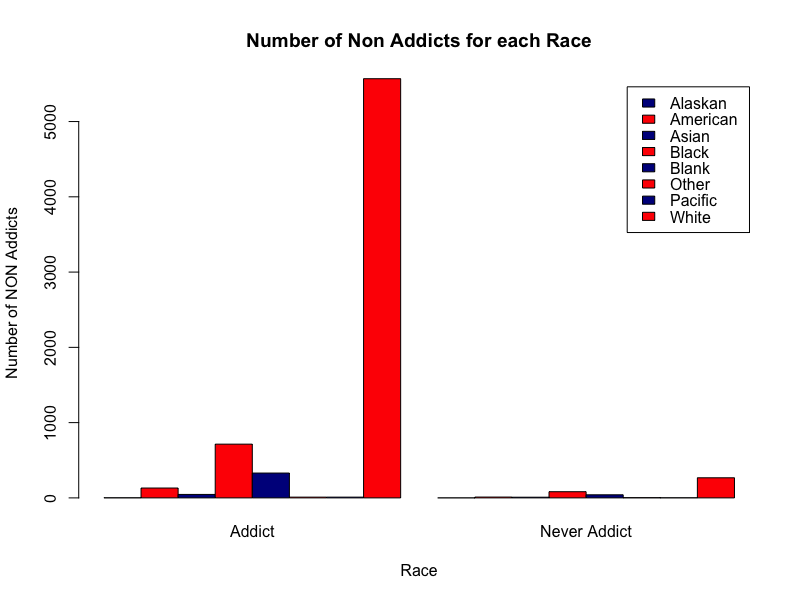 Number of Non Addicts for each Race
Alaskan
American
Asian
Black
Blank
Other
Pacific
White
Number of NON Addicts
5000
4000
3000
2000
1000
0
Addict
Never Addict
Race